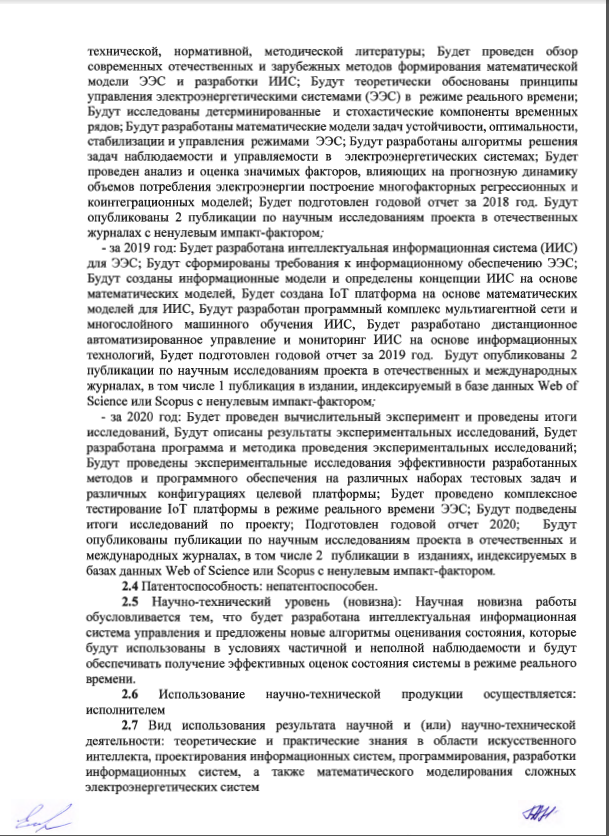 технической, нормативной, методической литературы; Будет проведен обзор
современных отечественных и зарубежных методов формирования математической
модели ЭЭС и разработки ИИС; Будут теоретически обоснованы принципы
управления электроэнергетическими системами (ЭЭС) в режиме реального времени;
Будут исследованы детерминированные и стохастические компоненты временных
рядов; Будут разработаны математические модели задач устойчивости, оптимальности,
стабилизации и управления режимами ЭЭС; Будут разработаны алгоритмы решения
задач наблюдаемости и управляемости в электроэнергетических системах; Будет
проведен анализ и оценка значимых факторов, влияющих на прогнозную динамику
объемов потребления электроэнергии построение многофакторных регрессионных и
коинтеграционных моделей; Будет подготовлен годовой отчет за 2018 год. Будут
опубликованы 2 публикации по научным исследованиям проекта в отечественных
журналах с ненулевым импакт-фактором;
- за 2019 год: Будет разработана интеллектуальная информационная система (ИИС)
для ЭЭС; Будут сформированы требования к информационному обеспечению ЭЭС;
Будут созданы информационные модели и определены концепции ИИС на основе
математических моделей, Будет создана IoT платформа на основе математических
моделей для ИИС, Будут разработан программный комплекс мультиагентной сети и
многослойного машинного обучения ИИС, Будет разработано дистанционное
автоматизированное управление и мониторинг ИИС на основе информационных
технологий, Будет подготовлен годовой отчет за 2019 год. Будут опубликованы 2
публикации по научным исследованиям проекта в отечественных и международных
журналах, в том числе 1 публикация в издании, индексируемый в базе данных Web of
Science или Scopus с ненулевым импакт-фактором;
- за 2020 год: Будет проведен вычислительный эксперимент и проведены итоги
исследований, Будут описаны результаты экспериментальных исследований, Будет
разработана программа и методика проведения экспериментальных исследований;
Будут проведены экспериментальные исследования эффективности разработанных
методов и программного обеспечения на различных наборах тестовых задач и
различных конфигурациях целевой платформы; Будет проведено комплексное
тестирование IoT платформы в режиме реального времени ЭЭС; Будут подведены
итоги исследований по проекту; Подготовлен годовой отчет 2020; Будут
опубликованы публикации по научным исследованиям проекта в отечественных и
международных журналах, в том числе 2 публикации в изданиях, индексируемых в
базах данных Web of Science или Scopus с ненулевым импакт-фактором.
2.4 Патентоспособность: непатентоспособен.
2.5 Научно-технический уровень (новизна): Научная новизна работы
обусловливается тем, что будет разработана интеллектуальная информационная
система управления и предложены новые алгоритмы оценивания состояния, которые
будут использованы в условиях частичной и неполной наблюдаемости и будут
обеспечивать получение эффективных оценок состояния системы в режиме реального
времени.
2.6 Использование научно-технической продукции осуществляется:
исполнителем
2.7 Вид использования результата научной и (или) научно-технической
деятельности: теоретические и практические знания в области искусственного
интеллекта, проектирования информационных систем, программирования, разработки
информационных систем, а также математического моделирования сложных
электроэнергетических систем